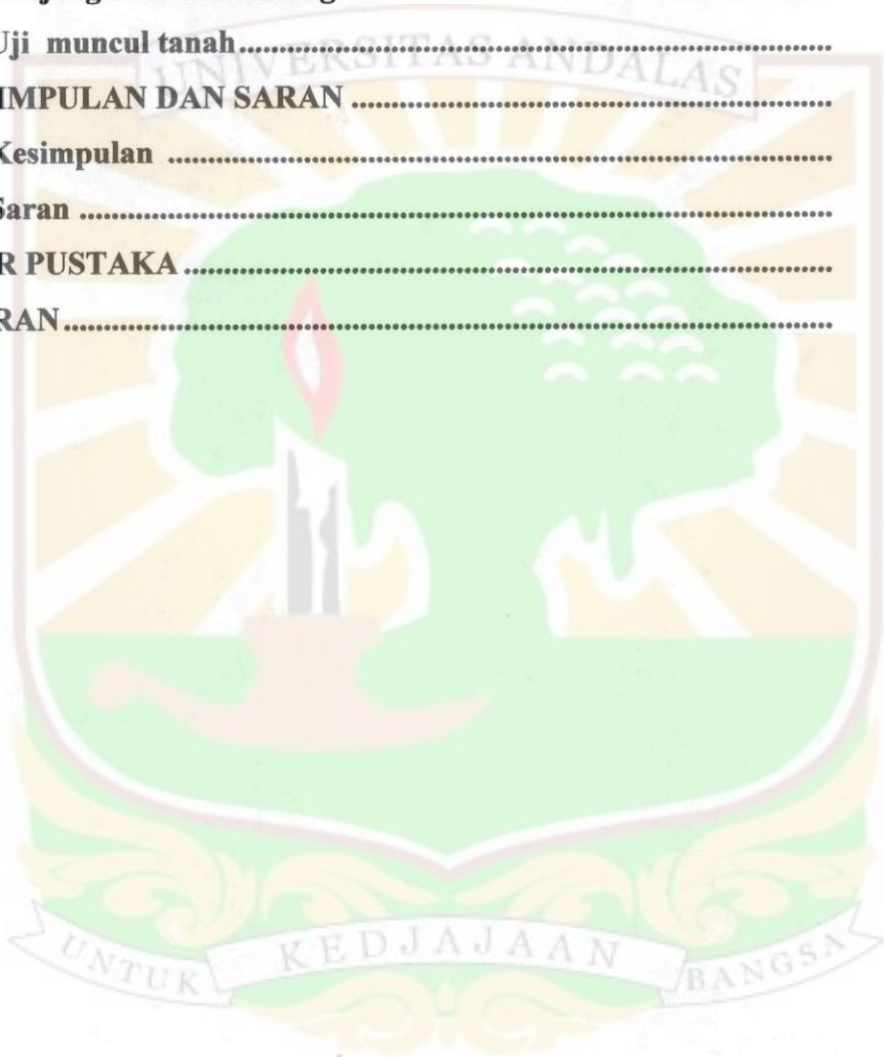 Uji muncul tanah......................................................................
UNIVERSITAS ANDALAS
IMPULAN DAN SARAN ......................................................................
Kesimpulan ......................................................................
Saran ......................................................................
R PUSTAKA ......................................................................
RAN......................................................................
UNTUK KEDJAJAAN BANGSA